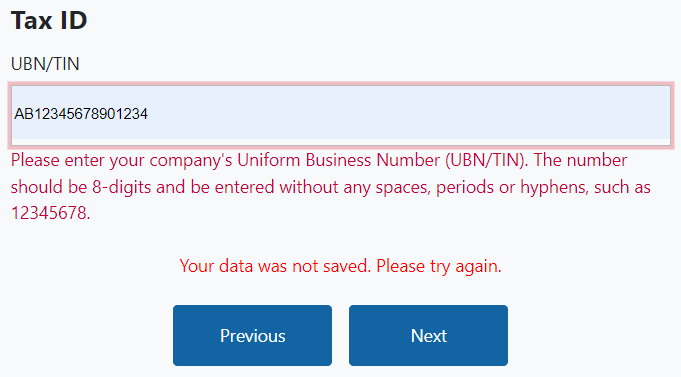 Tax ID
UBN/TIN
AB12345678901234
Please enter your company's Uniform Business Number (UBN/TIN). The number
should be 8-digits and be entered without any spaces, periods or hyphens, such as
12345678.
Your data was not saved. Please try again.
Previous
Next